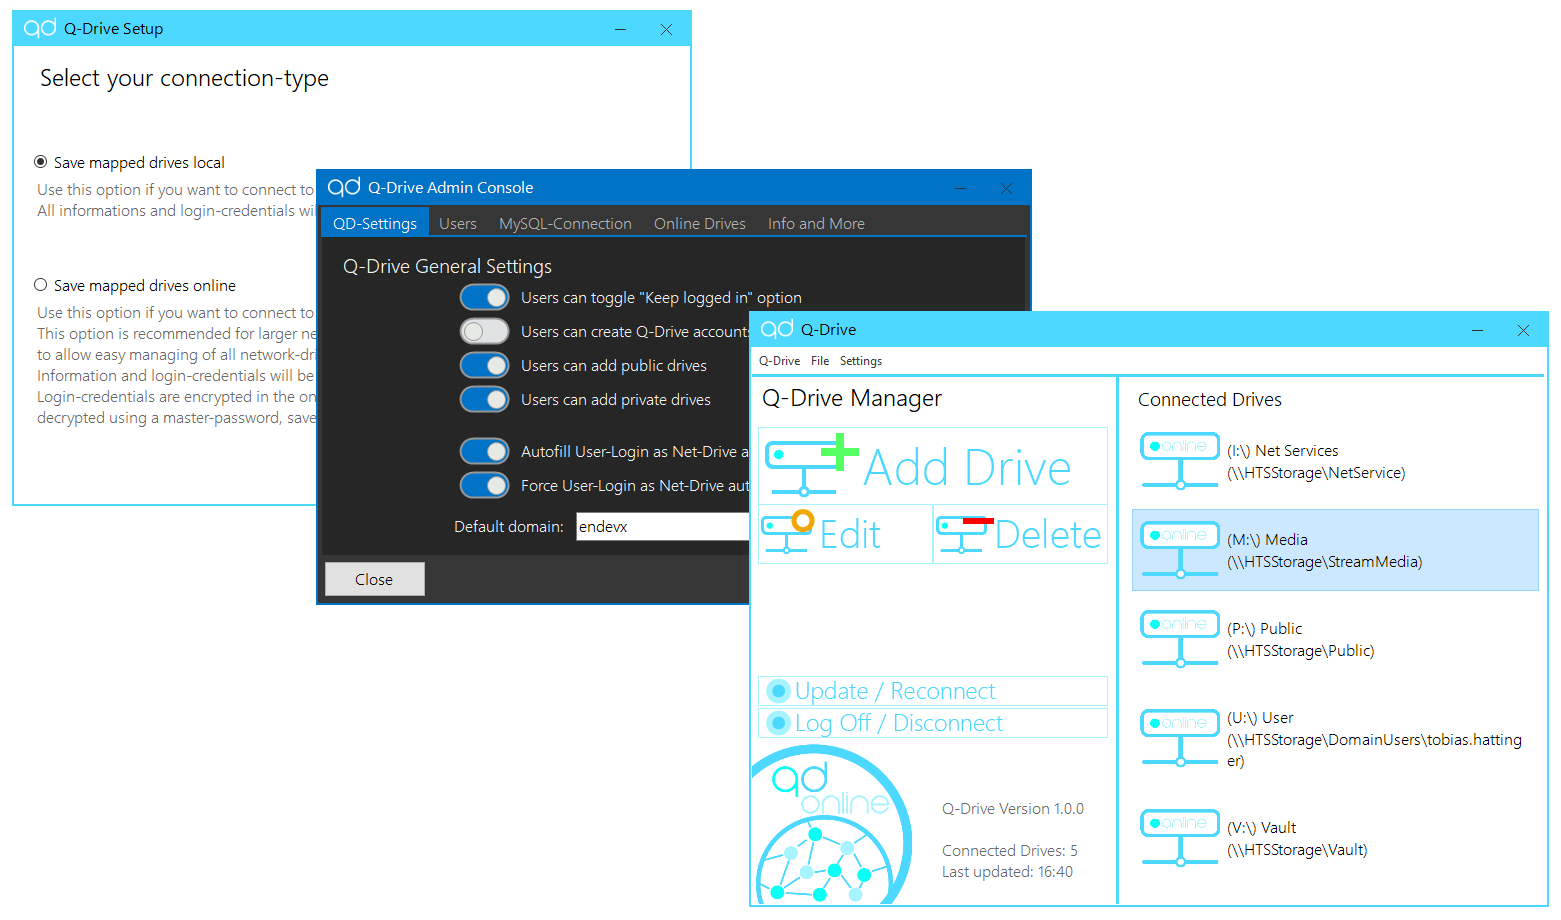 qd Q-Drive Setup
Select your connection-type
Save mapped drives local
Use this option if you want to connect to
All informations and login-credentials
Save mapped drives online
Use this option if you want to connect to
This option is recommended for larger
to allow easy managing of all
Information and login-credentials will be
Login-credentials are encrypted in the
decrypted using a master-password,
qd Q-Drive Admin Console
QD-Settings Users MySQL-Connection Online Drives Info and More
Q-Drive General Settings
Users can toggle "Keep logged in" option
Users can create Q-Drive accounts
Users can add public drives
Users can add private drives
Autofill User-Login as Net-Drive
Force User-Login as Net-Drive
Default domain: endevx
Close
qd Q-Drive
Q-Drive File Settings
Q-Drive Manager
Add Drive
Edit Delete
Update / Reconnect
Log Off / Disconnect
qd
online
Q-Drive Version 1.0.0
Connected Drives: 5
Last updated: 16:40
Connected Drives
online
(I:\) Net Services
(\\HTSStorage\NetService)
online
(M:\) Media
(\\HTSStorage\StreamMedia)
online
(P:\) Public
(\\HTSStorage\Public)
online
(U:\) User
(\\HTSStorage\DomainUsers\tobias.hatting
er)
online
(V:\) Vault
(\\HTSStorage\Vault)